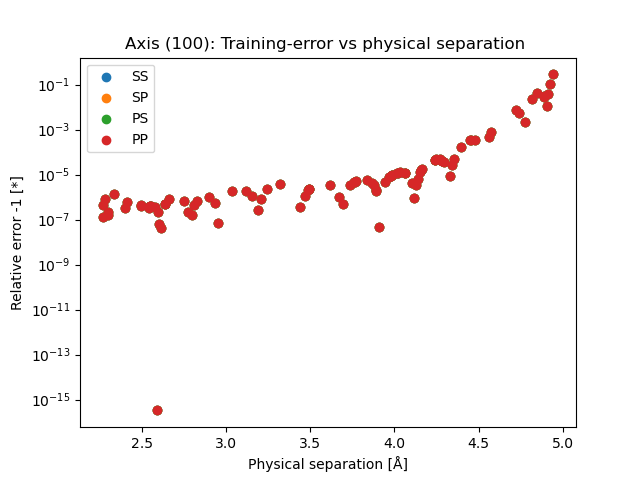 Axis (100): Training-error vs physical separation
SS
SP
PS
PP
10⁻¹
10⁻³
10⁻⁵
10⁻⁷
10⁻⁹
10⁻¹¹
10⁻¹³
10⁻¹⁵
Relative error -1 [*]
2.5 3.0 3.5 4.0 4.5 5.0
Physical separation [Å]